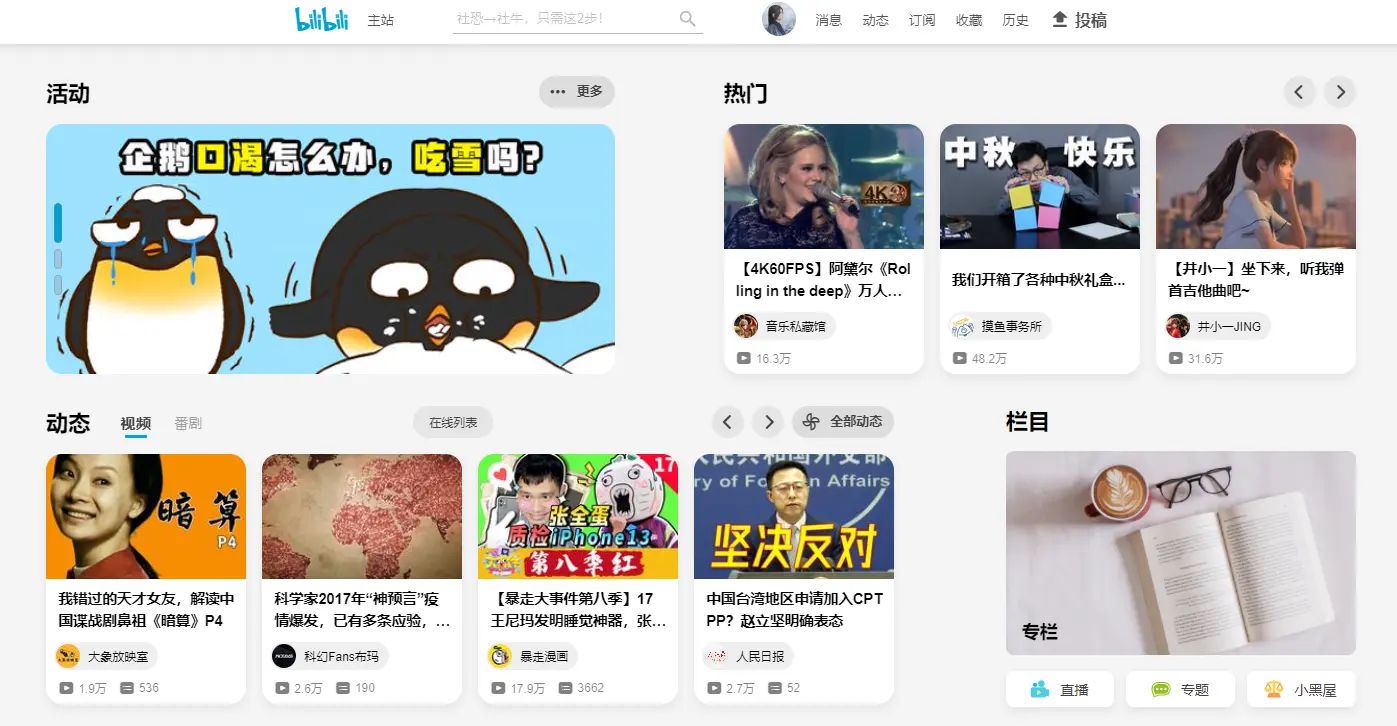 bilibili 主站 社恐→社牛，只需这2步！ 消息 动态 订阅 收藏 历史 投稿
活动 ••• 更多
企鹅口渴怎么办，吃雪吗?
热门
4K
中秋 快乐
【4K60FPS】阿黛尔《Rol
ling in the deep》万人…
音乐私藏馆
16.3万
我们开箱了各种中秋礼盒...
摸鱼事务所
48.2万
【井小一】坐下来，听我弹
首吉他曲吧~
井小一JING
31.6万
动态 视频 番剧 在线列表 全部动态
暗算
P4
我错过的天才女友，解读中
国谍战剧鼻祖《暗算》P4
大象放映室
1.9万 536
科学家2017年“神预言”疫
情爆发，已有多条应验，…
科幻Fans布玛
2.6万 190
17
张全蛋
质检iPhone13
第八季红
【暴走大事件第八季】17
王尼玛发明睡觉神器，张…
暴走漫画
17.9万 3662
民共和国外交部
ry of Foreign Affairs
坚决反对
中国台湾地区申请加入CPT
PP？赵立坚明确表态
人民日报
2.7万 52
栏目
专栏
直播 专题 小黑屋